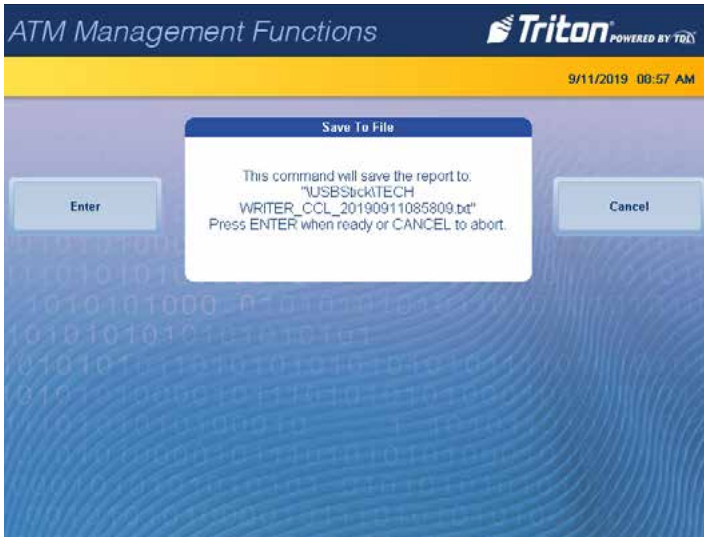 ATM Management Functions
Triton POWERED BY TDL
9/11/2019 08:57 AM
Save To File
This command will save the report to:
"\USBStick\TECH
WRITER_CCL_20190911085809.txt"
Press ENTER when ready or CANCEL to abort.
Enter
Cancel